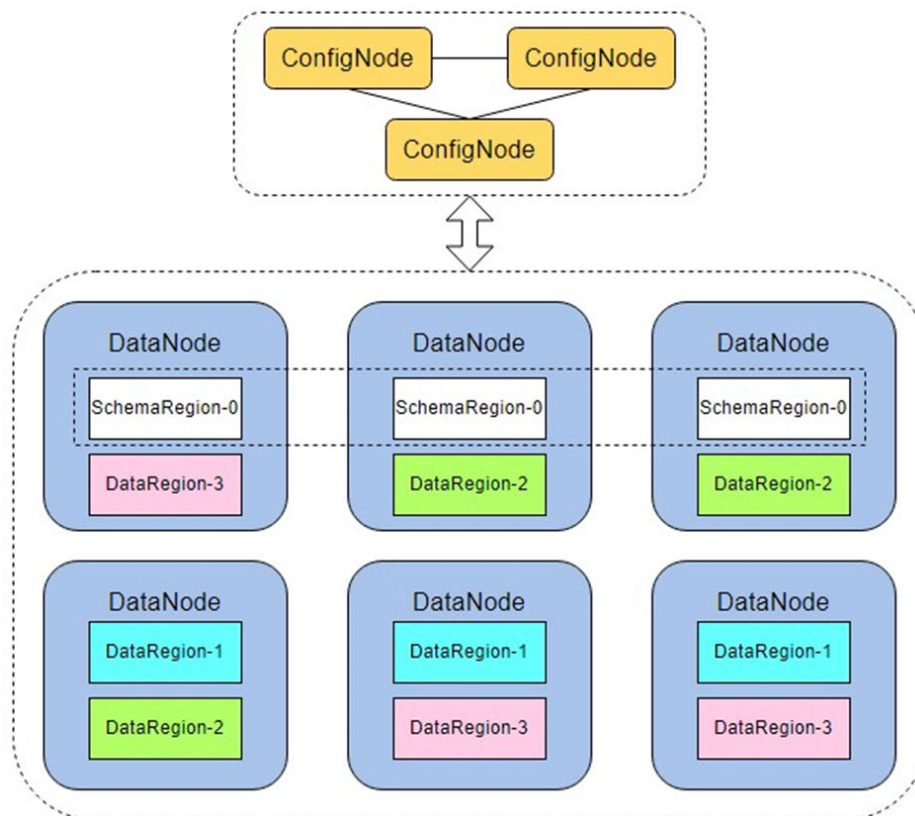 ConfigNode
ConfigNode
ConfigNode
DataNode
DataNode
DataNode
SchemaRegion-0
SchemaRegion-0
SchemaRegion-0
DataRegion-3
DataRegion-2
DataRegion-2
DataNode
DataNode
DataNode
DataRegion-1
DataRegion-1
DataRegion-1
DataRegion-2
DataRegion-3
DataRegion-3